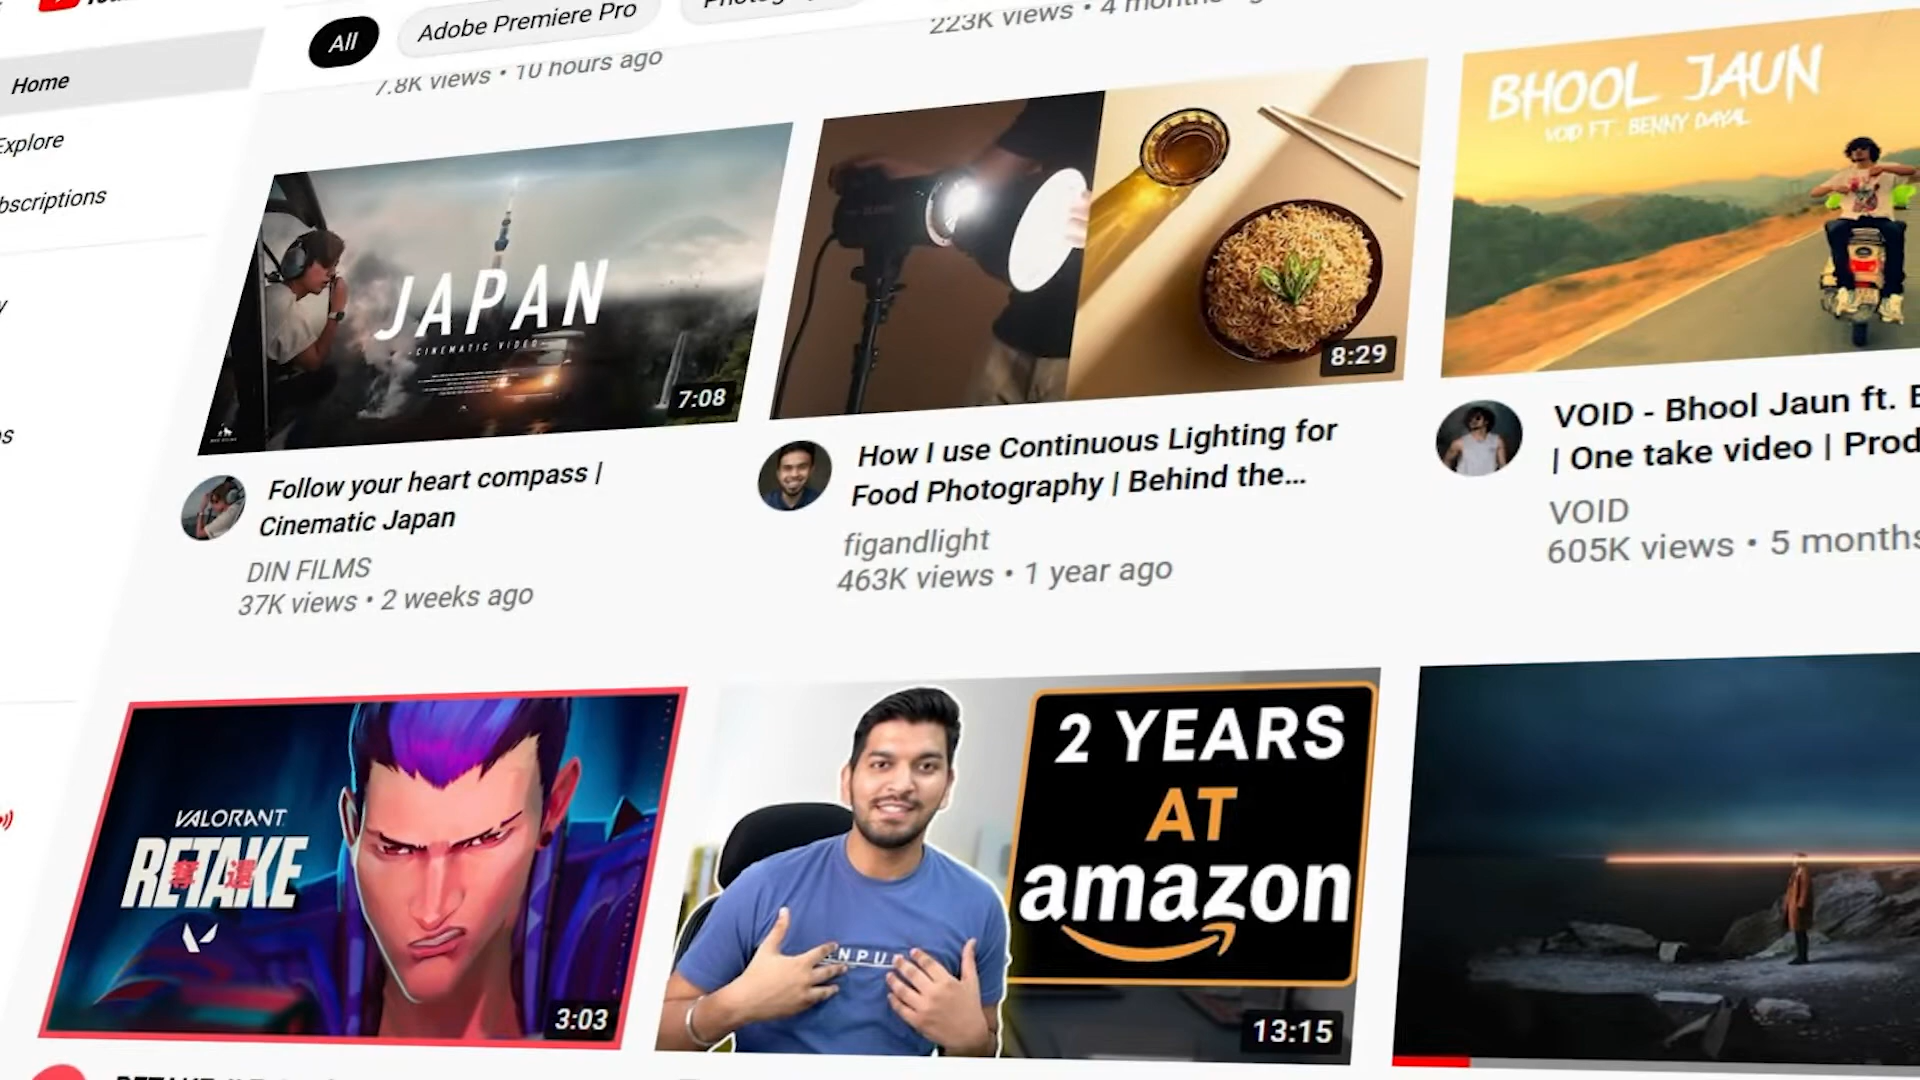 All
Adobe Premiere Pro
Home
Explore
bscriptions
7.8K views • 10 hours ago
223K views • 4 months
JAPAN
-CINEMATIC VIDEO-
7:08
8:29
BHOOL JAUN
VOID FT. BENNY DAYAL
Follow your heart compass |
Cinematic Japan
DIN FILMS
37K views • 2 weeks ago
How I use Continuous Lighting for
Food Photography | Behind the...
figandlight
463K views • 1 year ago
VOID - Bhool Jaun ft.
| One take video | Prod
VOID
605K views • 5 months
VALORANT
RETAKE
奪還
3:03
2 YEARS
AT
amazon
NPU
13:15